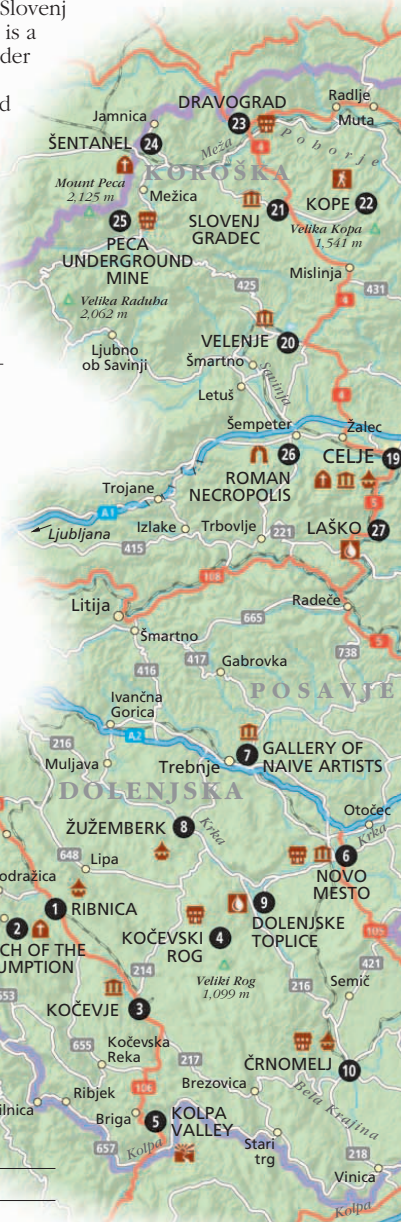 Slovenj
is a
der
d
Radlje
Muta
DRAVOGRAD
23
Jamnica
Meža
4
Pohorje
ŠENTANEL
24
KOROŠKA
Mount Peca
2,125 m
Mežica
KOPE 22
21
SLOVENJ
GRADEC
Velika Kopa
1,541 m
25
PECA
UNDERGROUND
MINE
Mislinja
425
431
4
Velika Raduha
2,062 m
VELENJE 20
Ljubno
ob Savinji
Šmartno
Savinja
Letuš
4
Šempeter
Žalec
26
CELJE 19
ROMAN
NECROPOLIS
Trojane
5
A1
Ljubljana
Izlake
Trbovlje
221
LAŠKO
27
415
108
Radeče
Litija
665
Šmartno
5
738
416
417
Gabrovka
POSAVJE
Ivančna
Gorica
216
A2
7
GALLERY OF
NAIVE ARTISTS
Muljava
Trebnje
DOLENJSKA
Otočec
ŽUŽEMBERK 8
Krka
Krka
648
Lipa
6
NOVO
MESTO
odražica
1 RIBNICA
9
DOLENJSKE
TOPLICE
105
2
CH OF THE
UMPTION
KOČEVSKI
ROG
4
421
214
Veliki Rog
1,099 m
216
Semič
653
KOČEVJE
3
Kočevska
Reka
655
217
ČRNOMELJ
10
106
Brezovica
Bela Krajina
Ribjek
ilnica
Briga
5
KOLPA
VALLEY
Stari
trg
218
657
Kolpa
Vinica
Kolpa